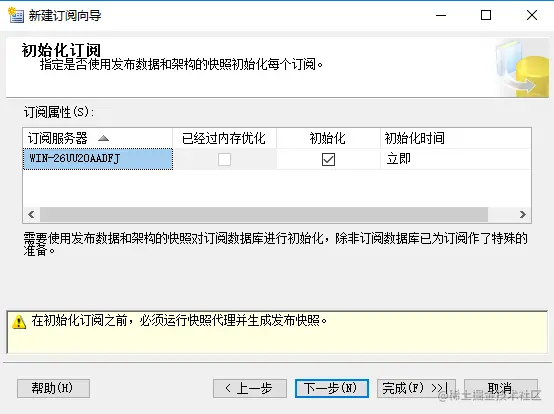 新建订阅向导
初始化订阅
指定是否使用发布数据和架构的快照初始化每个订阅。
订阅属性(S):
订阅服务器 已经过内存优化 初始化 初始化时间
WIN-26UU2OAADFJ 立即
需要使用发布数据和架构的快照对订阅数据库进行初始化，除非订阅数据库已为订阅作了特殊的
准备。
在初始化订阅之前，必须运行快照代理并生成发布快照。
帮助(H) < 上一步 下一步(N) 完成(F) >>| 取消
@稀土掘金技术社区